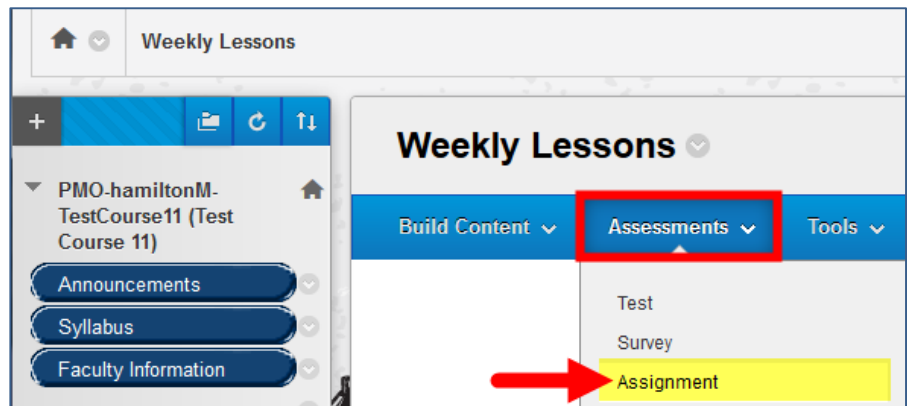 Weekly Lessons
Weekly Lessons
PMO-hamiltonM-
TestCourse11 (Test
Course 11)
Announcements
Syllabus
Faculty Information
Build Content
Assessments
Tools
Test
Survey
Assignment